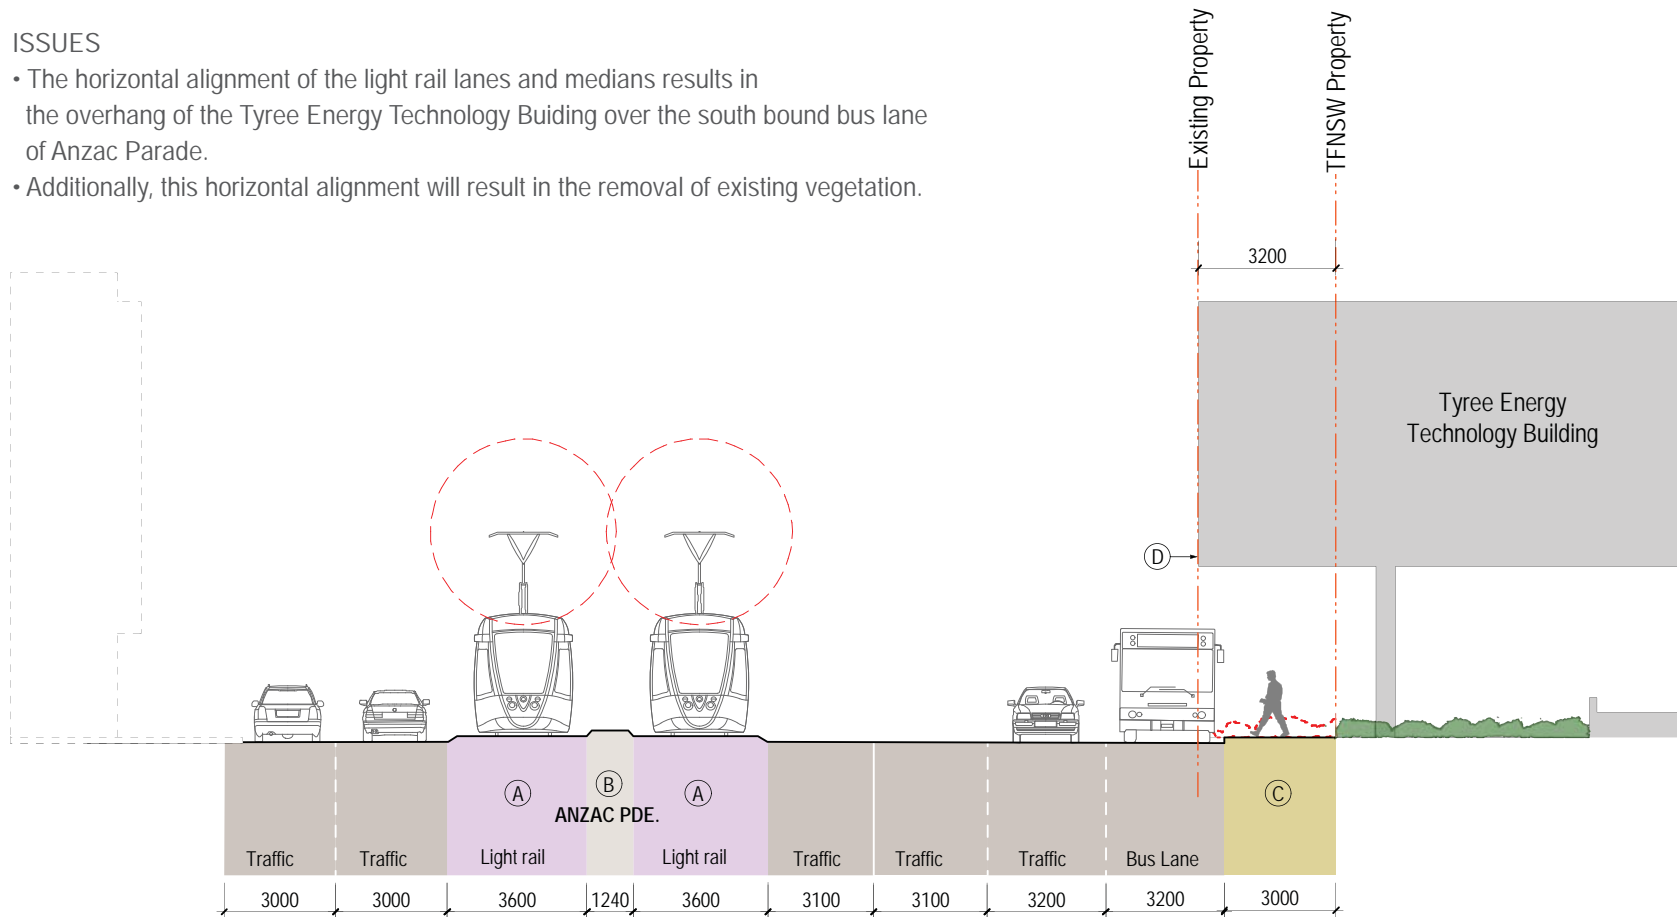 ISSUES
• The horizontal alignment of the light rail lanes and medians results in
the overhang of the Tyree Energy Technology Buiding over the south bound bus lane
of Anzac Parade.
• Additionally, this horizontal alignment will result in the removal of existing vegetation.
Existing Property
TFNSW Property
3200
Tyree Energy
Technology Building
D
A
B
A
C
ANZAC PDE.
Traffic
Traffic
Light rail
Light rail
Traffic
Traffic
Traffic
Bus Lane
3000
3000
3600
1240
3600
3100
3100
3200
3200
3000